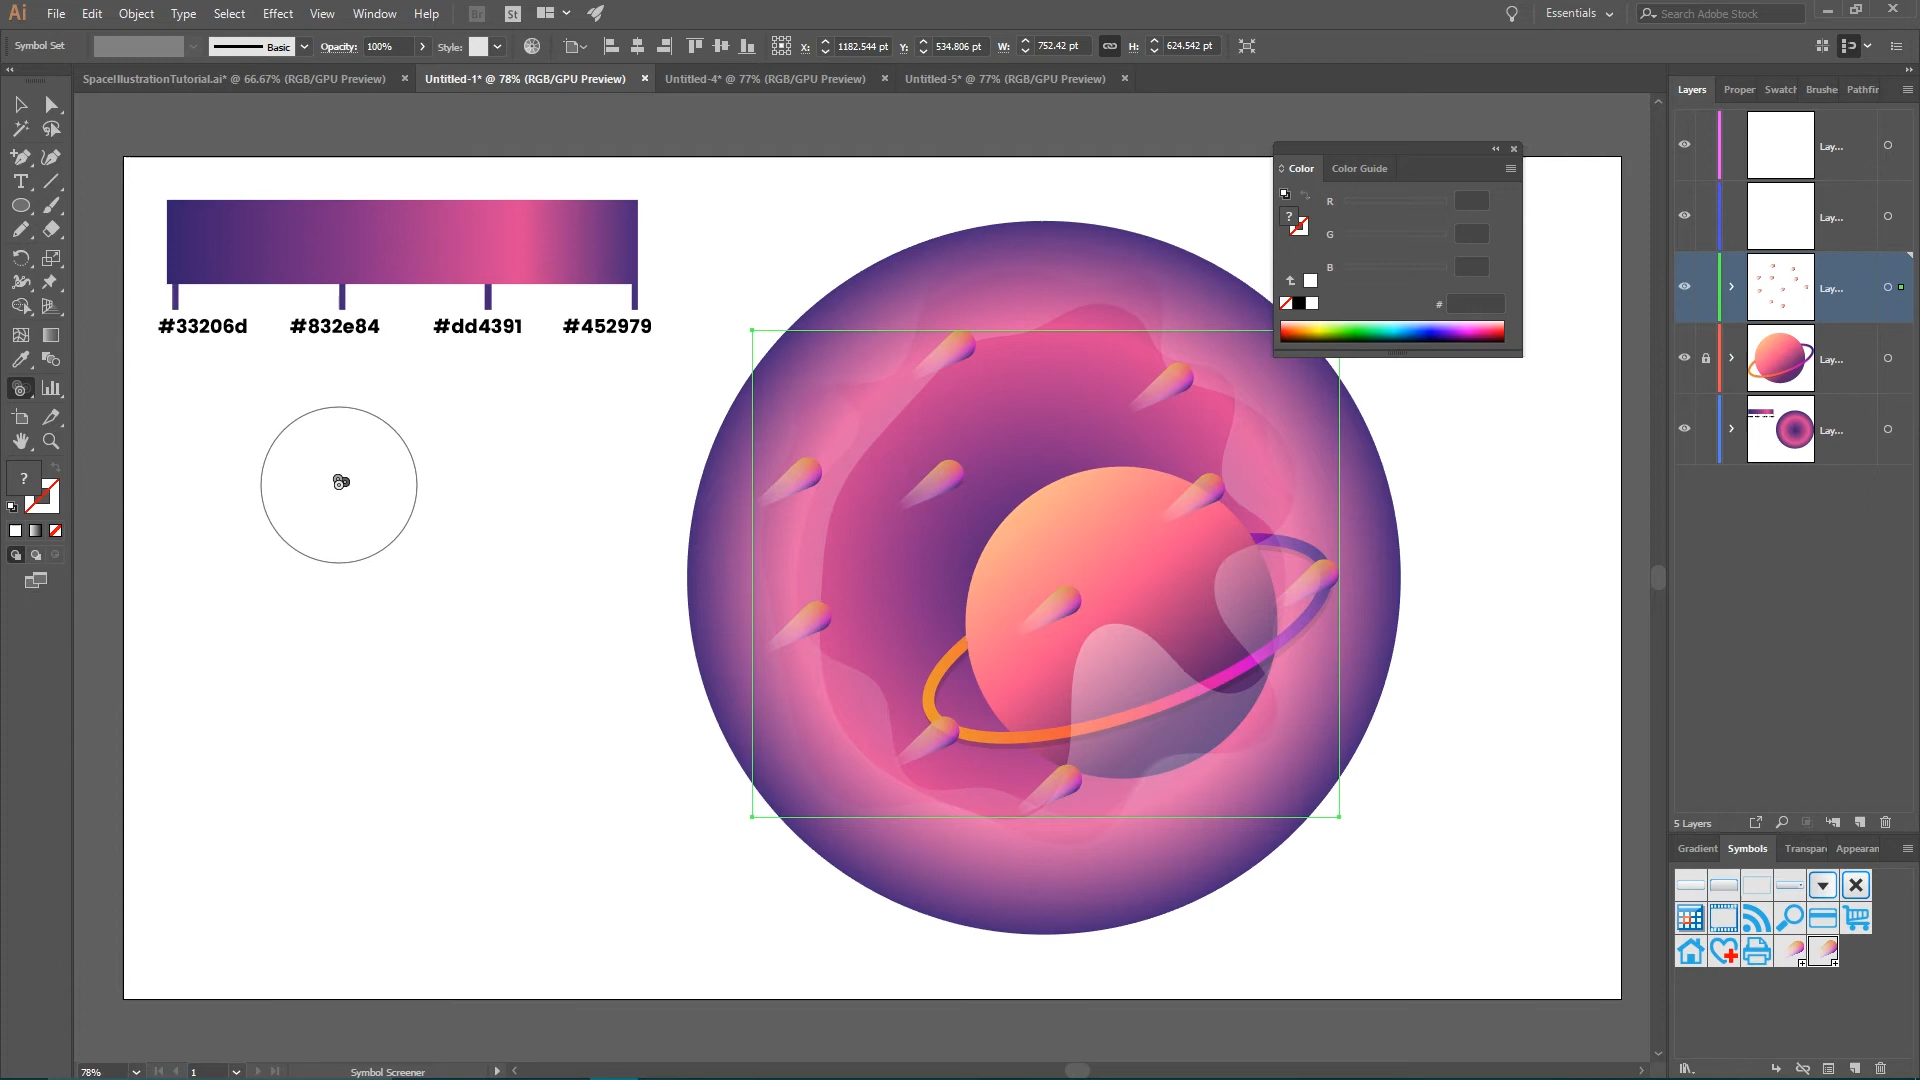 Ai File Edit Object Type Select Effect View Window Help Br St Essentials Search Adobe Stock
Symbol Set Basic Opacity: 100% Style: X: 1182.544 pt Y: 534.806 pt W: 752.42 pt H: 624.542 pt
SpaceIllustrationTutorial.ai* @ 66.67% (RGB/GPU Preview) Untitled-1* @ 78% (RGB/GPU Preview) Untitled-4* @ 77% (RGB/GPU Preview) Untitled-5* @ 77% (RGB/GPU Preview)
Layers Proper Swatch Brushe Pathfir
Lay...
Lay...
Lay...
Lay...
Lay...
Color Color Guide
R
G
B
#
?
#33206d #832e84 #dd4391 #452979
?
5 Layers
Gradient Symbols Transpare Appearan
78% 1 Symbol Screener